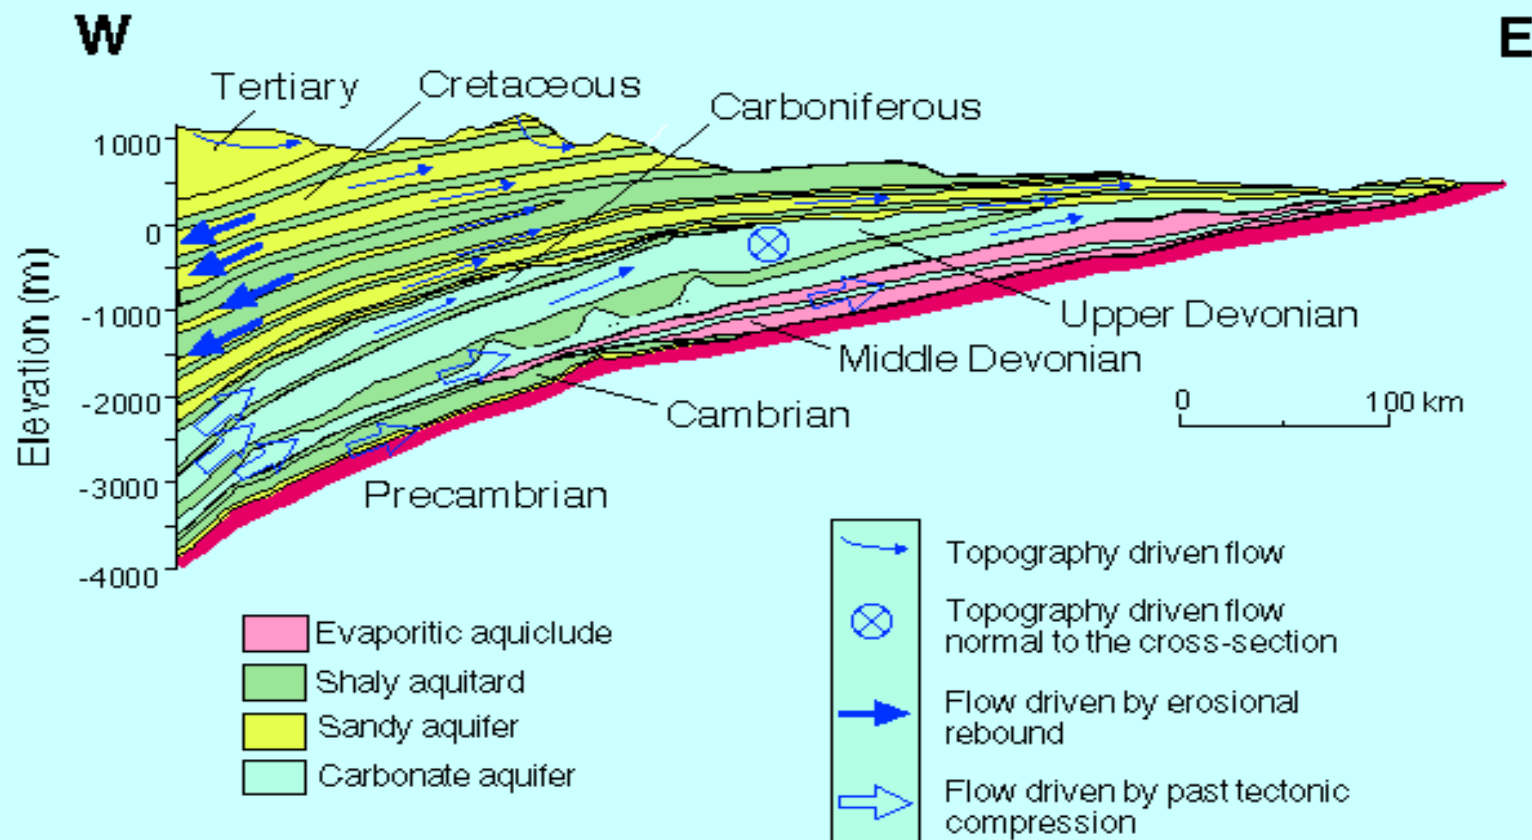 W
E
Tertiary
Cretaceous
Carboniferous
1000
0
-1000
-2000
-3000
-4000
Elevation (m)
Upper Devonian
Middle Devonian
Cambrian
Precambrian
0 100 km
Evaporitic aquiclude
Shaly aquitard
Sandy aquifer
Carbonate aquifer
Topography driven flow
Topography driven flow
normal to the cross-section
Flow driven by erosional
rebound
Flow driven by past tectonic
compression